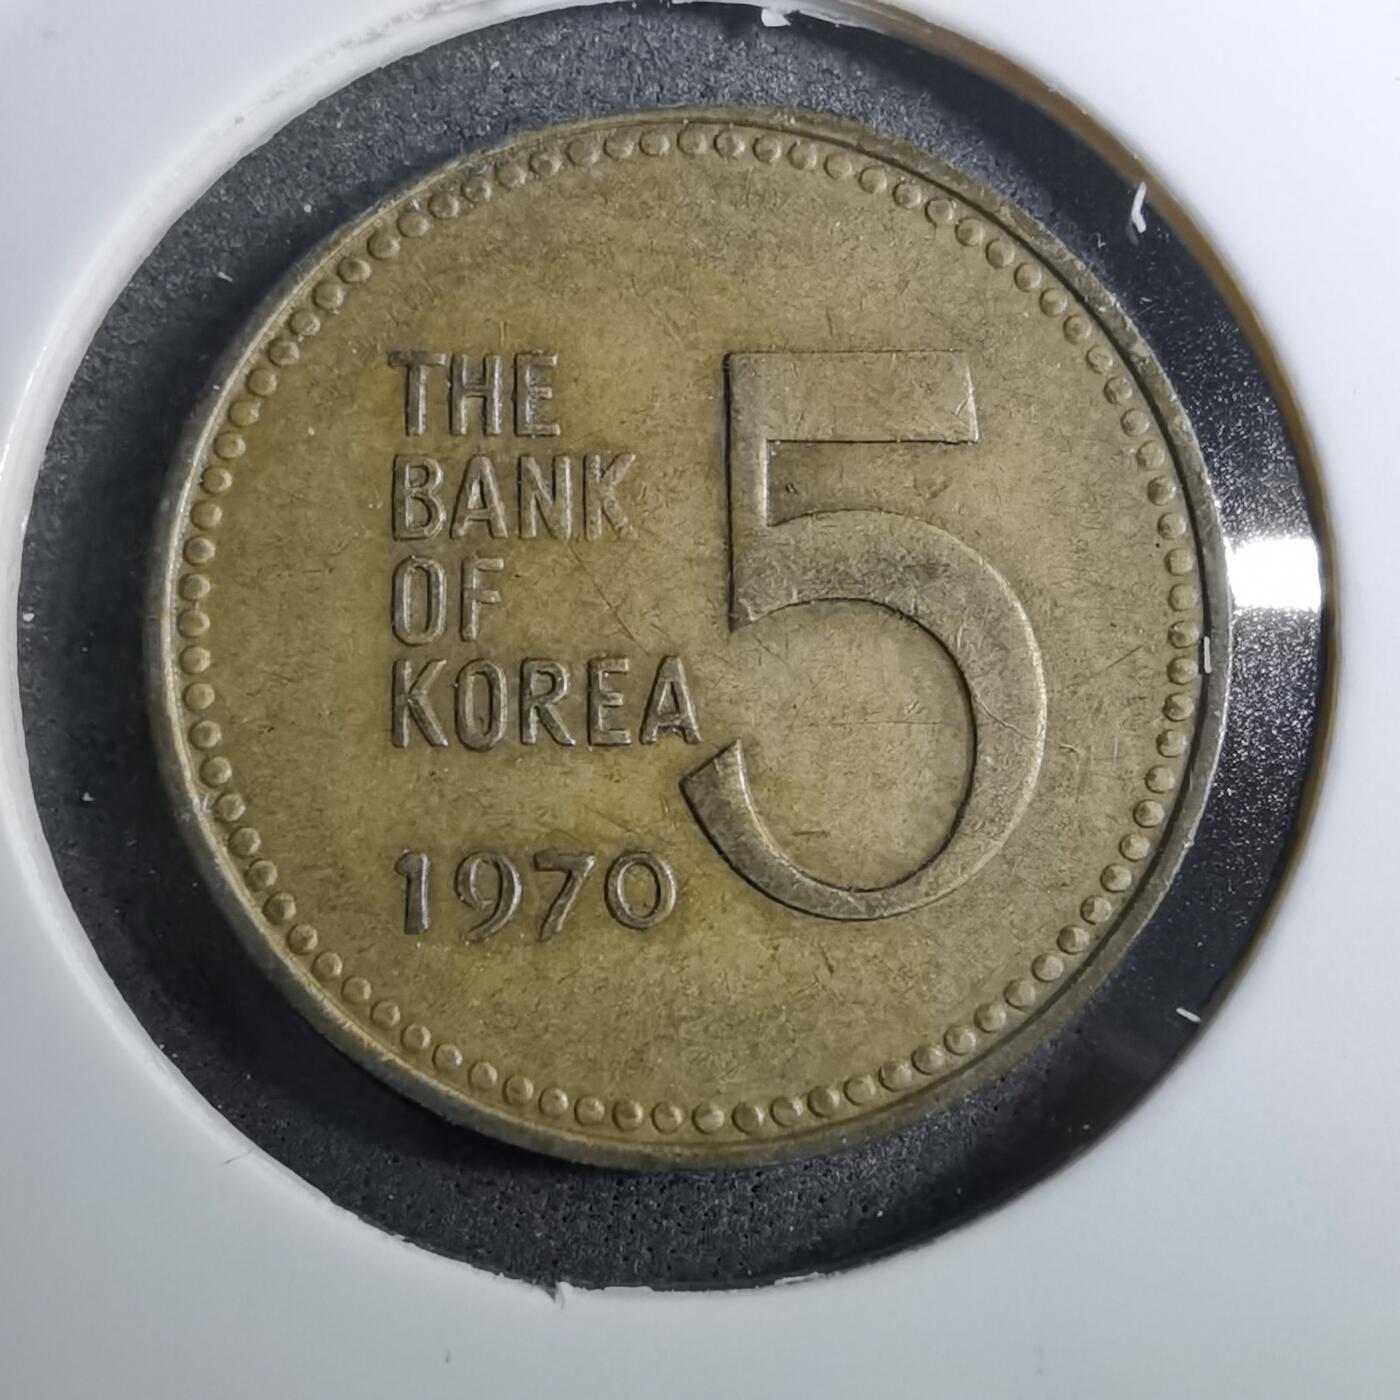 THE
BANK
OF
KOREA
1970
5